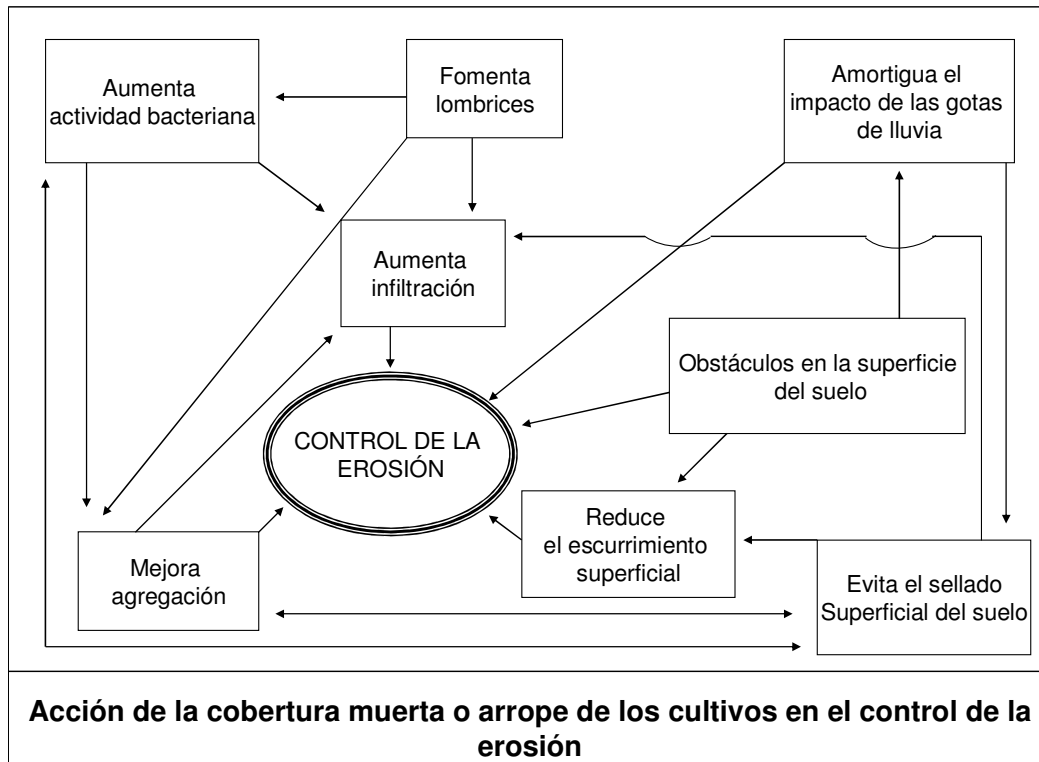 Aumenta
actividad bacteriana
Fomenta
lombrices
Amortigua el
impacto de las gotas
de lluvia
Aumenta
infiltración
Obstáculos en la superficie
del suelo
CONTROL DE LA
EROSIÓN
Reduce
el escurrimiento
superficial
Mejora
agregación
Evita el sellado
Superficial del suelo
Acción de la cobertura muerta o arrope de los cultivos en el control de la
erosión